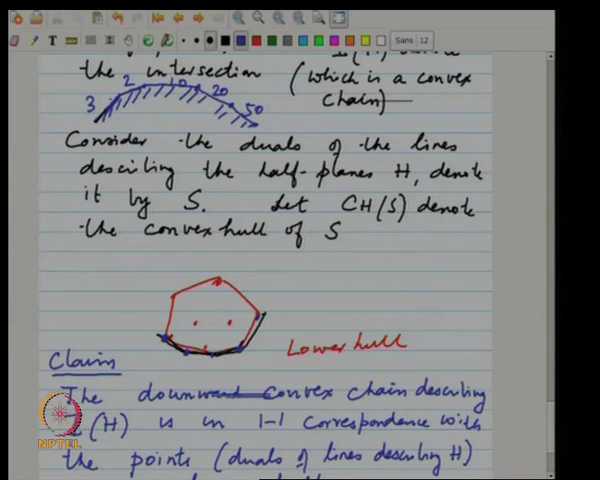 Sans 12
the intersection (which is a convex
chain)
3 2 10 20 50
Consider the duals of the lines
describing the half-planes H, denote
it by S. Let CH(S) denote
the convex hull of S
Lower hull
Claim
The downward convex chain describing
I(H) is in 1-1 correspondence with
the points (duals of lines describing H)
NPTEL